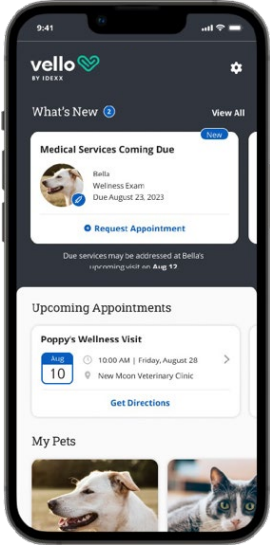 9:41
vello
BY IDEXX
What's New 2
View All
New
Medical Services Coming Due
Bella
Wellness Exam
Due August 23, 2023
Request Appointment
Due services may be addressed at Bella's
upcoming visit on Aug 12
Upcoming Appointments
Poppy's Wellness Visit
Aug
10
10:00 AM | Friday, August 28
New Moon Veterinary Clinic
Get Directions
My Pets